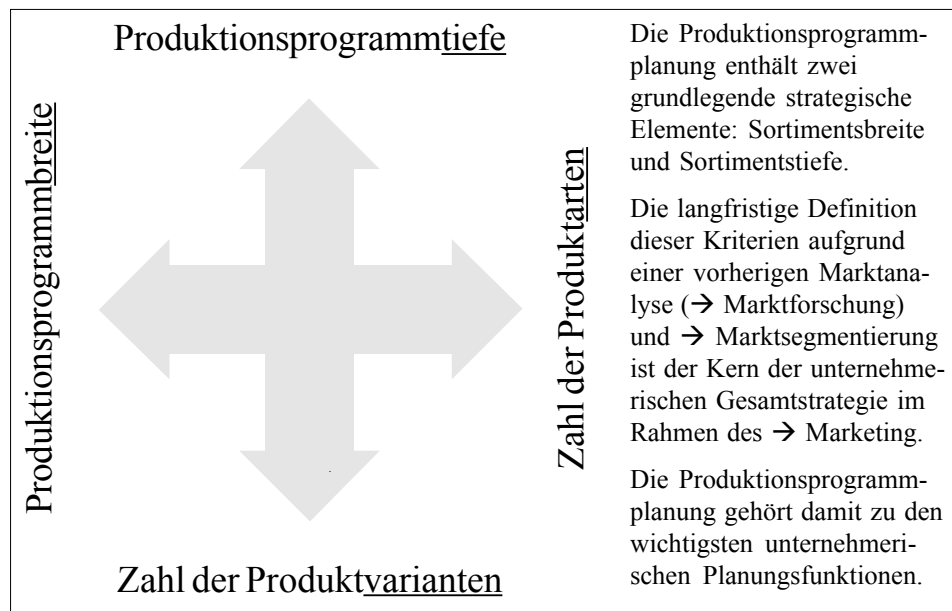 Produktionsprogrammtiefe
Produktionsprogrammbreite
Zahl der Produktarten
Zahl der Produktvarianten
Die Produktionsprogramm-
planung enthält zwei
grundlegende strategische
Elemente: Sortimentsbreite
und Sortimentstiefe.
Die langfristige Definition
dieser Kriterien aufgrund
einer vorherigen Marktana-
lyse (→ Marktforschung)
und → Marktsegmentierung
ist der Kern der unternehme-
rischen Gesamtstrategie im
Rahmen des → Marketing.
Die Produktionsprogramm-
planung gehört damit zu den
wichtigsten unternehmeri-
schen Planungsfunktionen.